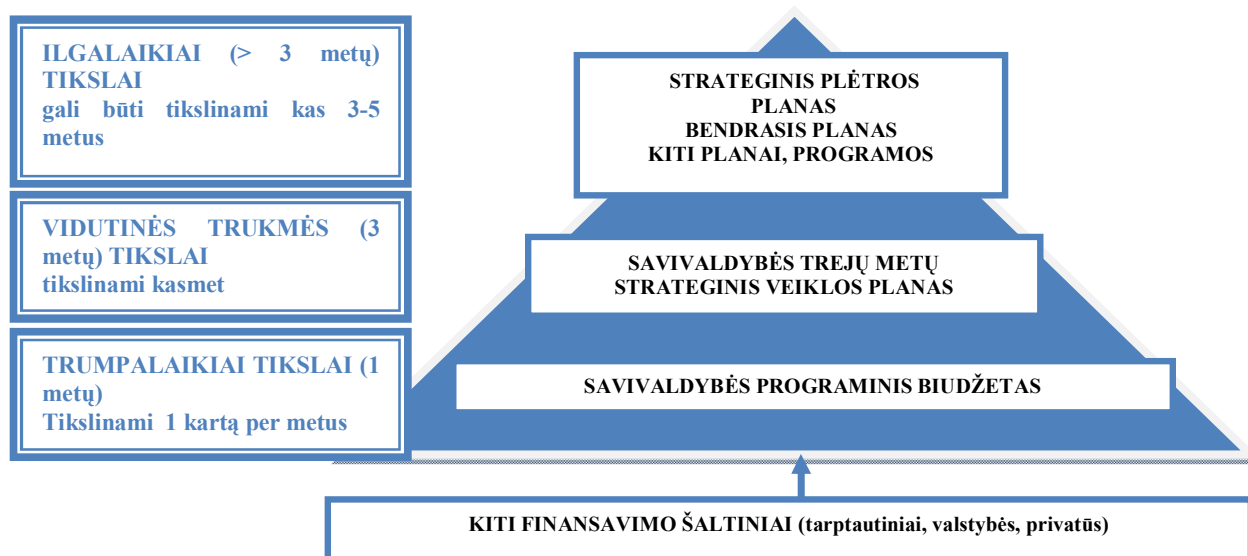 ILGALAIKIAI (> 3 metų)
TIKSLAI
gali būti tikslinami kas 3-5
metus
VIDUTINĖS TRUKMĖS (3
metų) TIKSLAI
tikslinami kasmet
TRUMPALAIKIAI TIKSLAI (1
metų)
Tikslinami 1 kartą per metus
STRATEGINIS PLĖTROS
PLANAS
BENDRASIS PLANAS
KITI PLANAI, PROGRAMOS
SAVIVALDYBĖS TREJŲ METŲ
STRATEGINIS VEIKLOS PLANAS
SAVIVALDYBĖS PROGRAMINIS BIUDŽETAS
KITI FINANSAVIMO ŠALTINIAI (tarptautiniai, valstybės, privatūs)